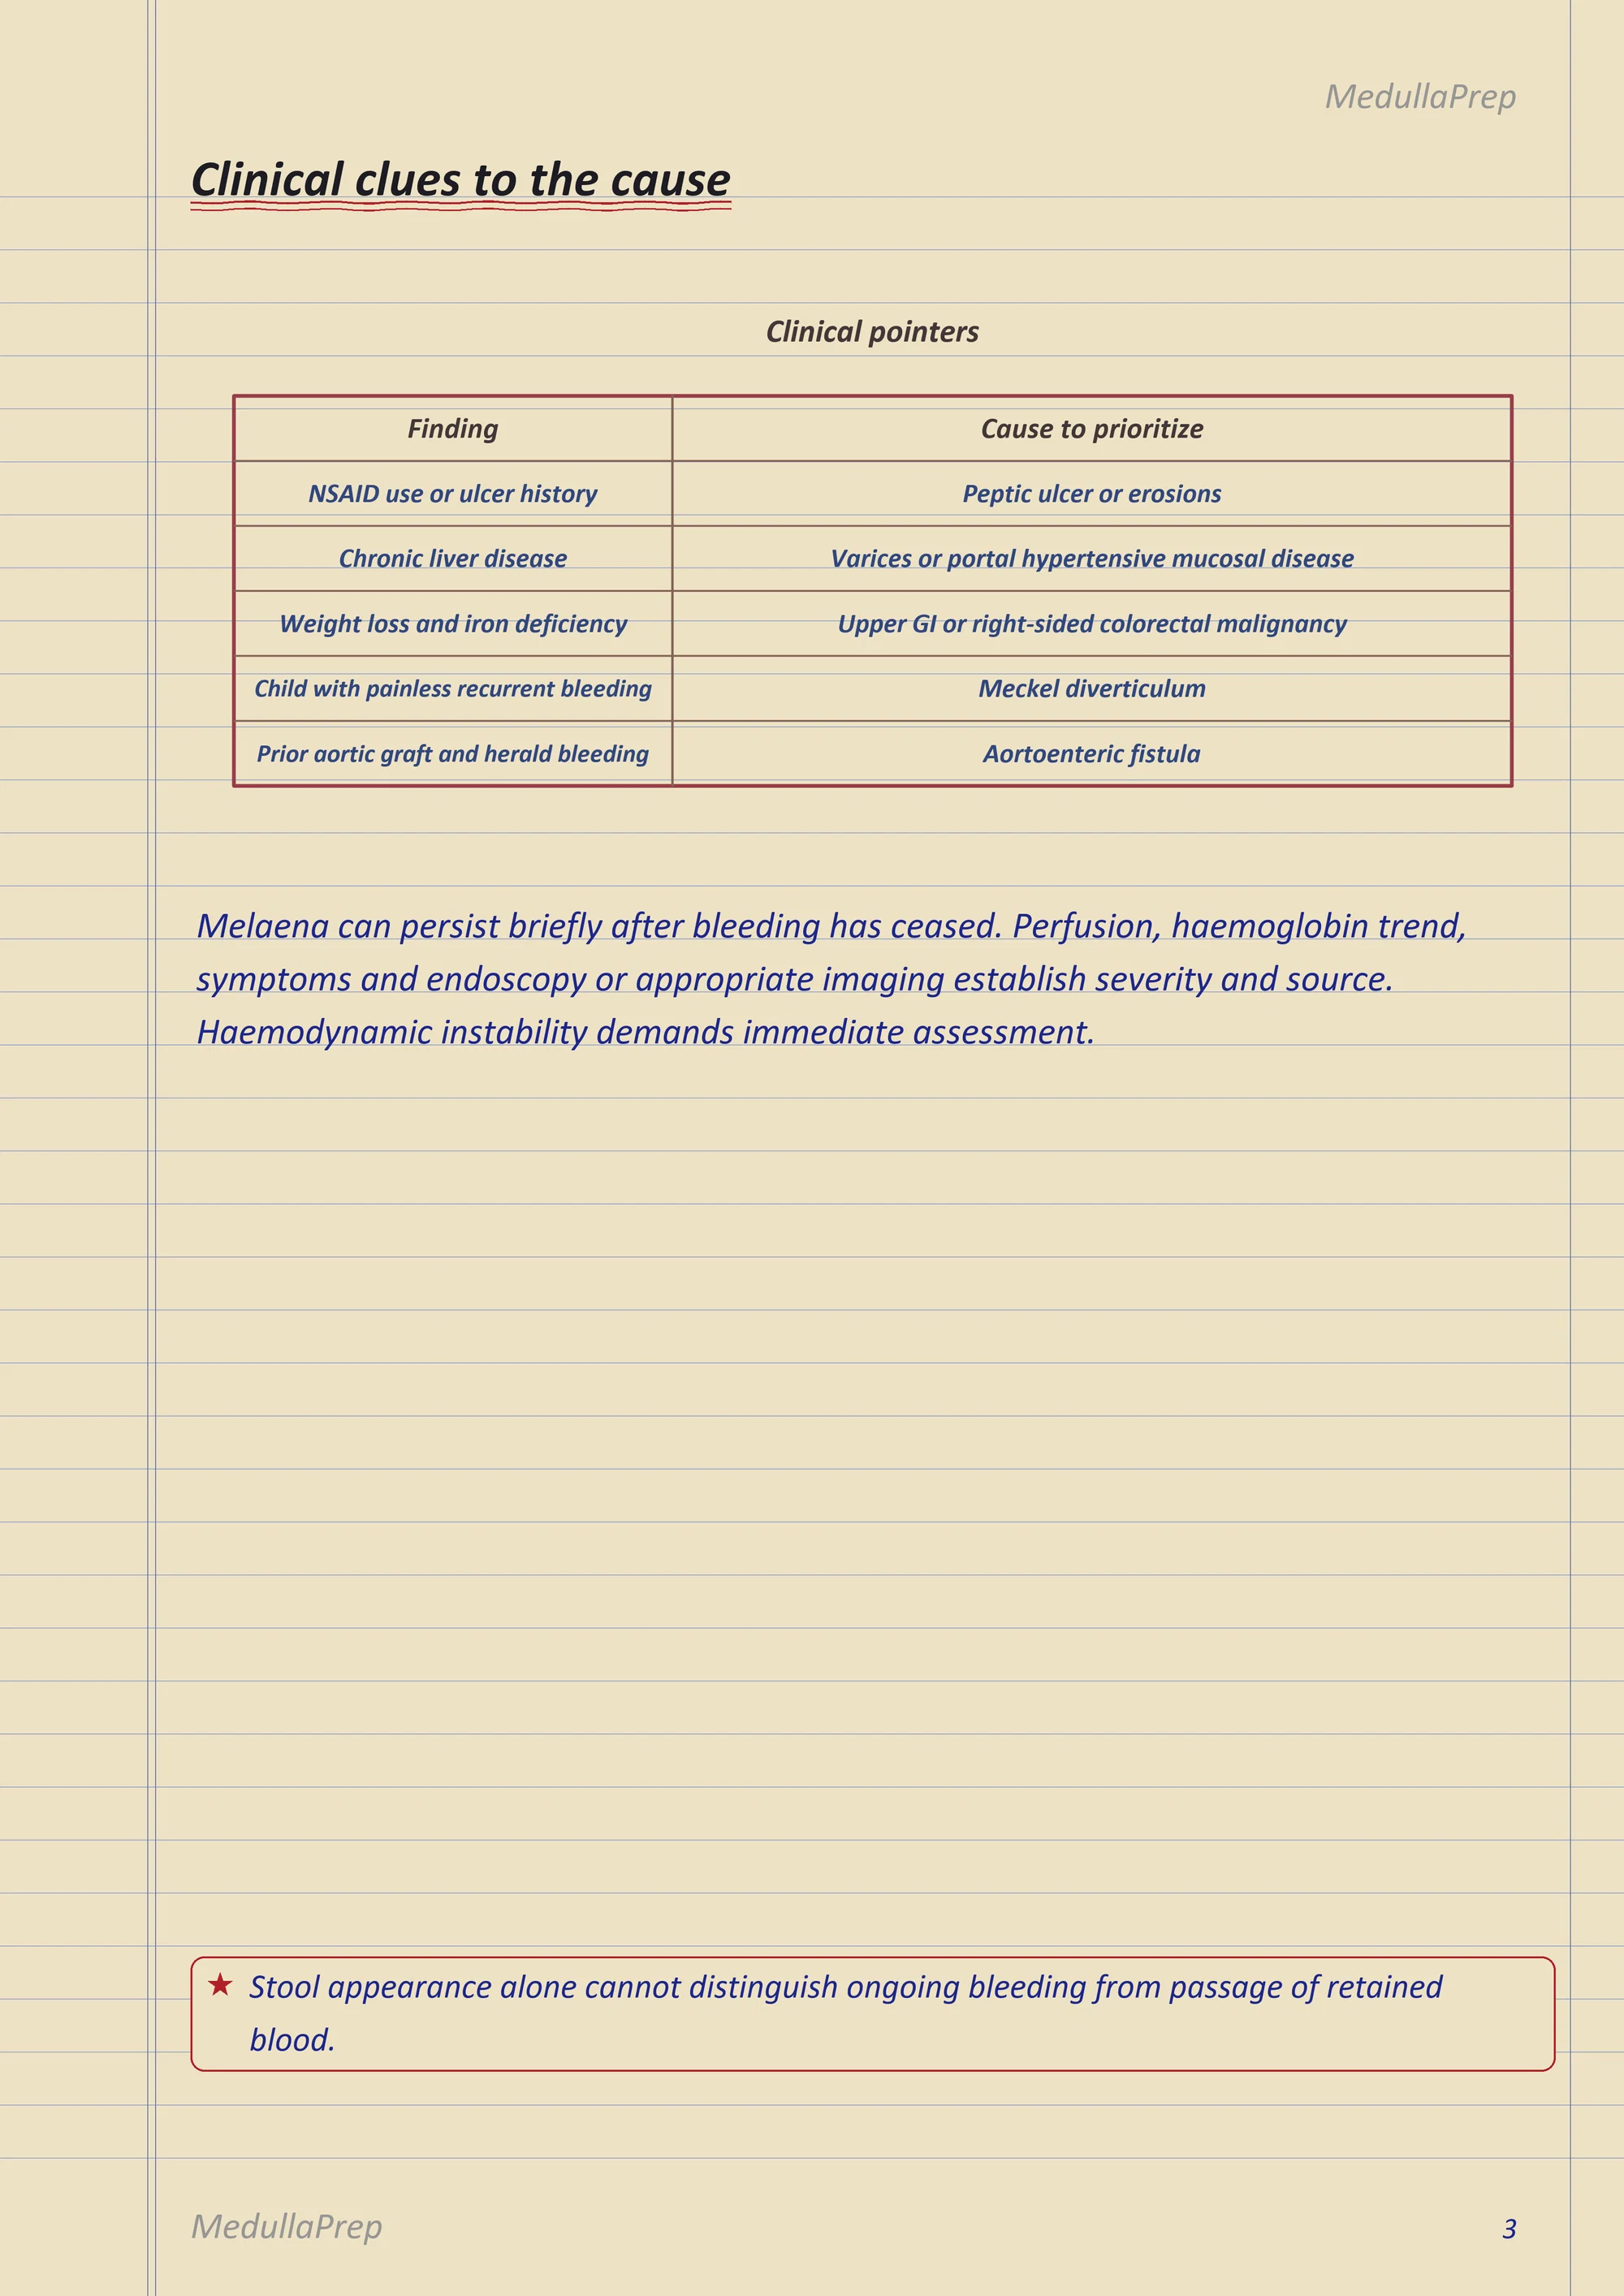 MedullaPrep
Clinical clues to the cause
Clinical pointers
Finding Cause to prioritize
NSAID use or ulcer history Peptic ulcer or erosions
Chronic liver disease Varices or portal hypertensive mucosal disease
Weight loss and iron deficiency Upper GI or right-sided colorectal malignancy
Child with painless recurrent bleeding Meckel diverticulum
Prior aortic graft and herald bleeding Aortoenteric fistula
Melaena can persist briefly after bleeding has ceased. Perfusion, haemoglobin trend,
symptoms and endoscopy or appropriate imaging establish severity and source.
Haemodynamic instability demands immediate assessment.
★ Stool appearance alone cannot distinguish ongoing bleeding from passage of retained
blood.
MedullaPrep 3